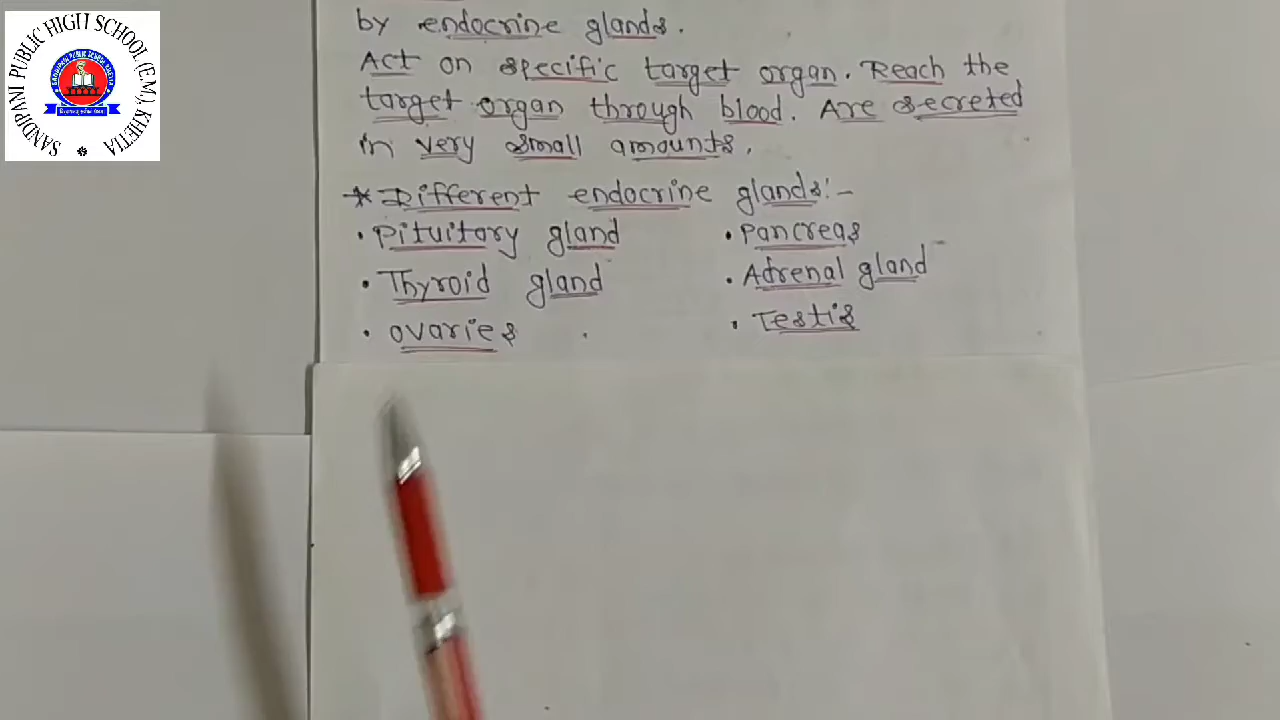 SANDIPANI PUBLIC HIGH SCHOOL (E.M), KHETIA
by endocrine glands.
Act on specific target organ. Reach the
target organ through blood. Are secreted
in very small amounts.
* Different endocrine glands:-
• Pituitary gland • Pancreas
• Thyroid gland • Adrenal gland
• Ovaries • Testis